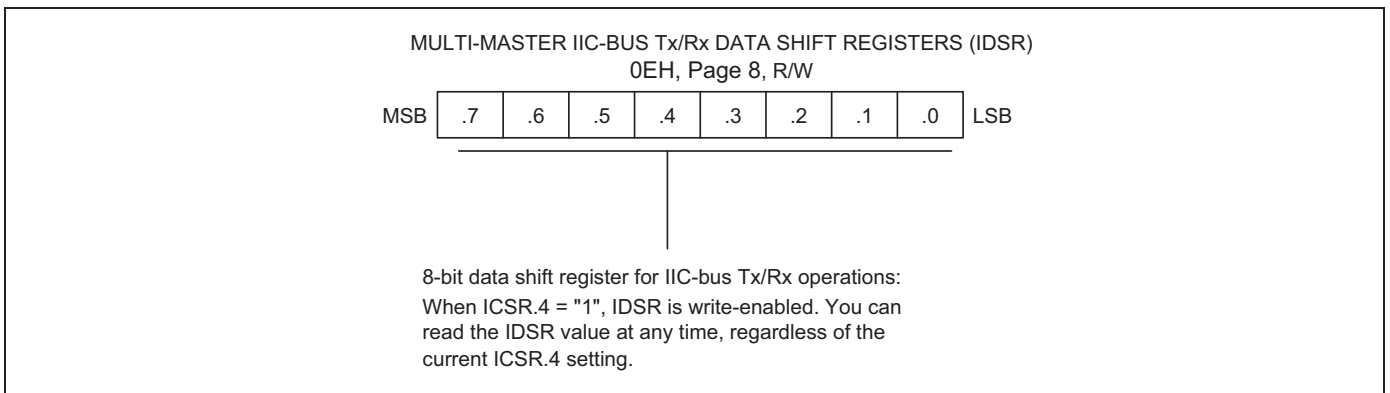 MULTI-MASTER IIC-BUS Tx/Rx DATA SHIFT REGISTERS (IDSR)
0EH, Page 8, R/W
MSB .7 .6 .5 .4 .3 .2 .1 .0 LSB
8-bit data shift register for IIC-bus Tx/Rx operations:
When ICSR.4 = "1", IDSR is write-enabled. You can
read the IDSR value at any time, regardless of the
current ICSR.4 setting.